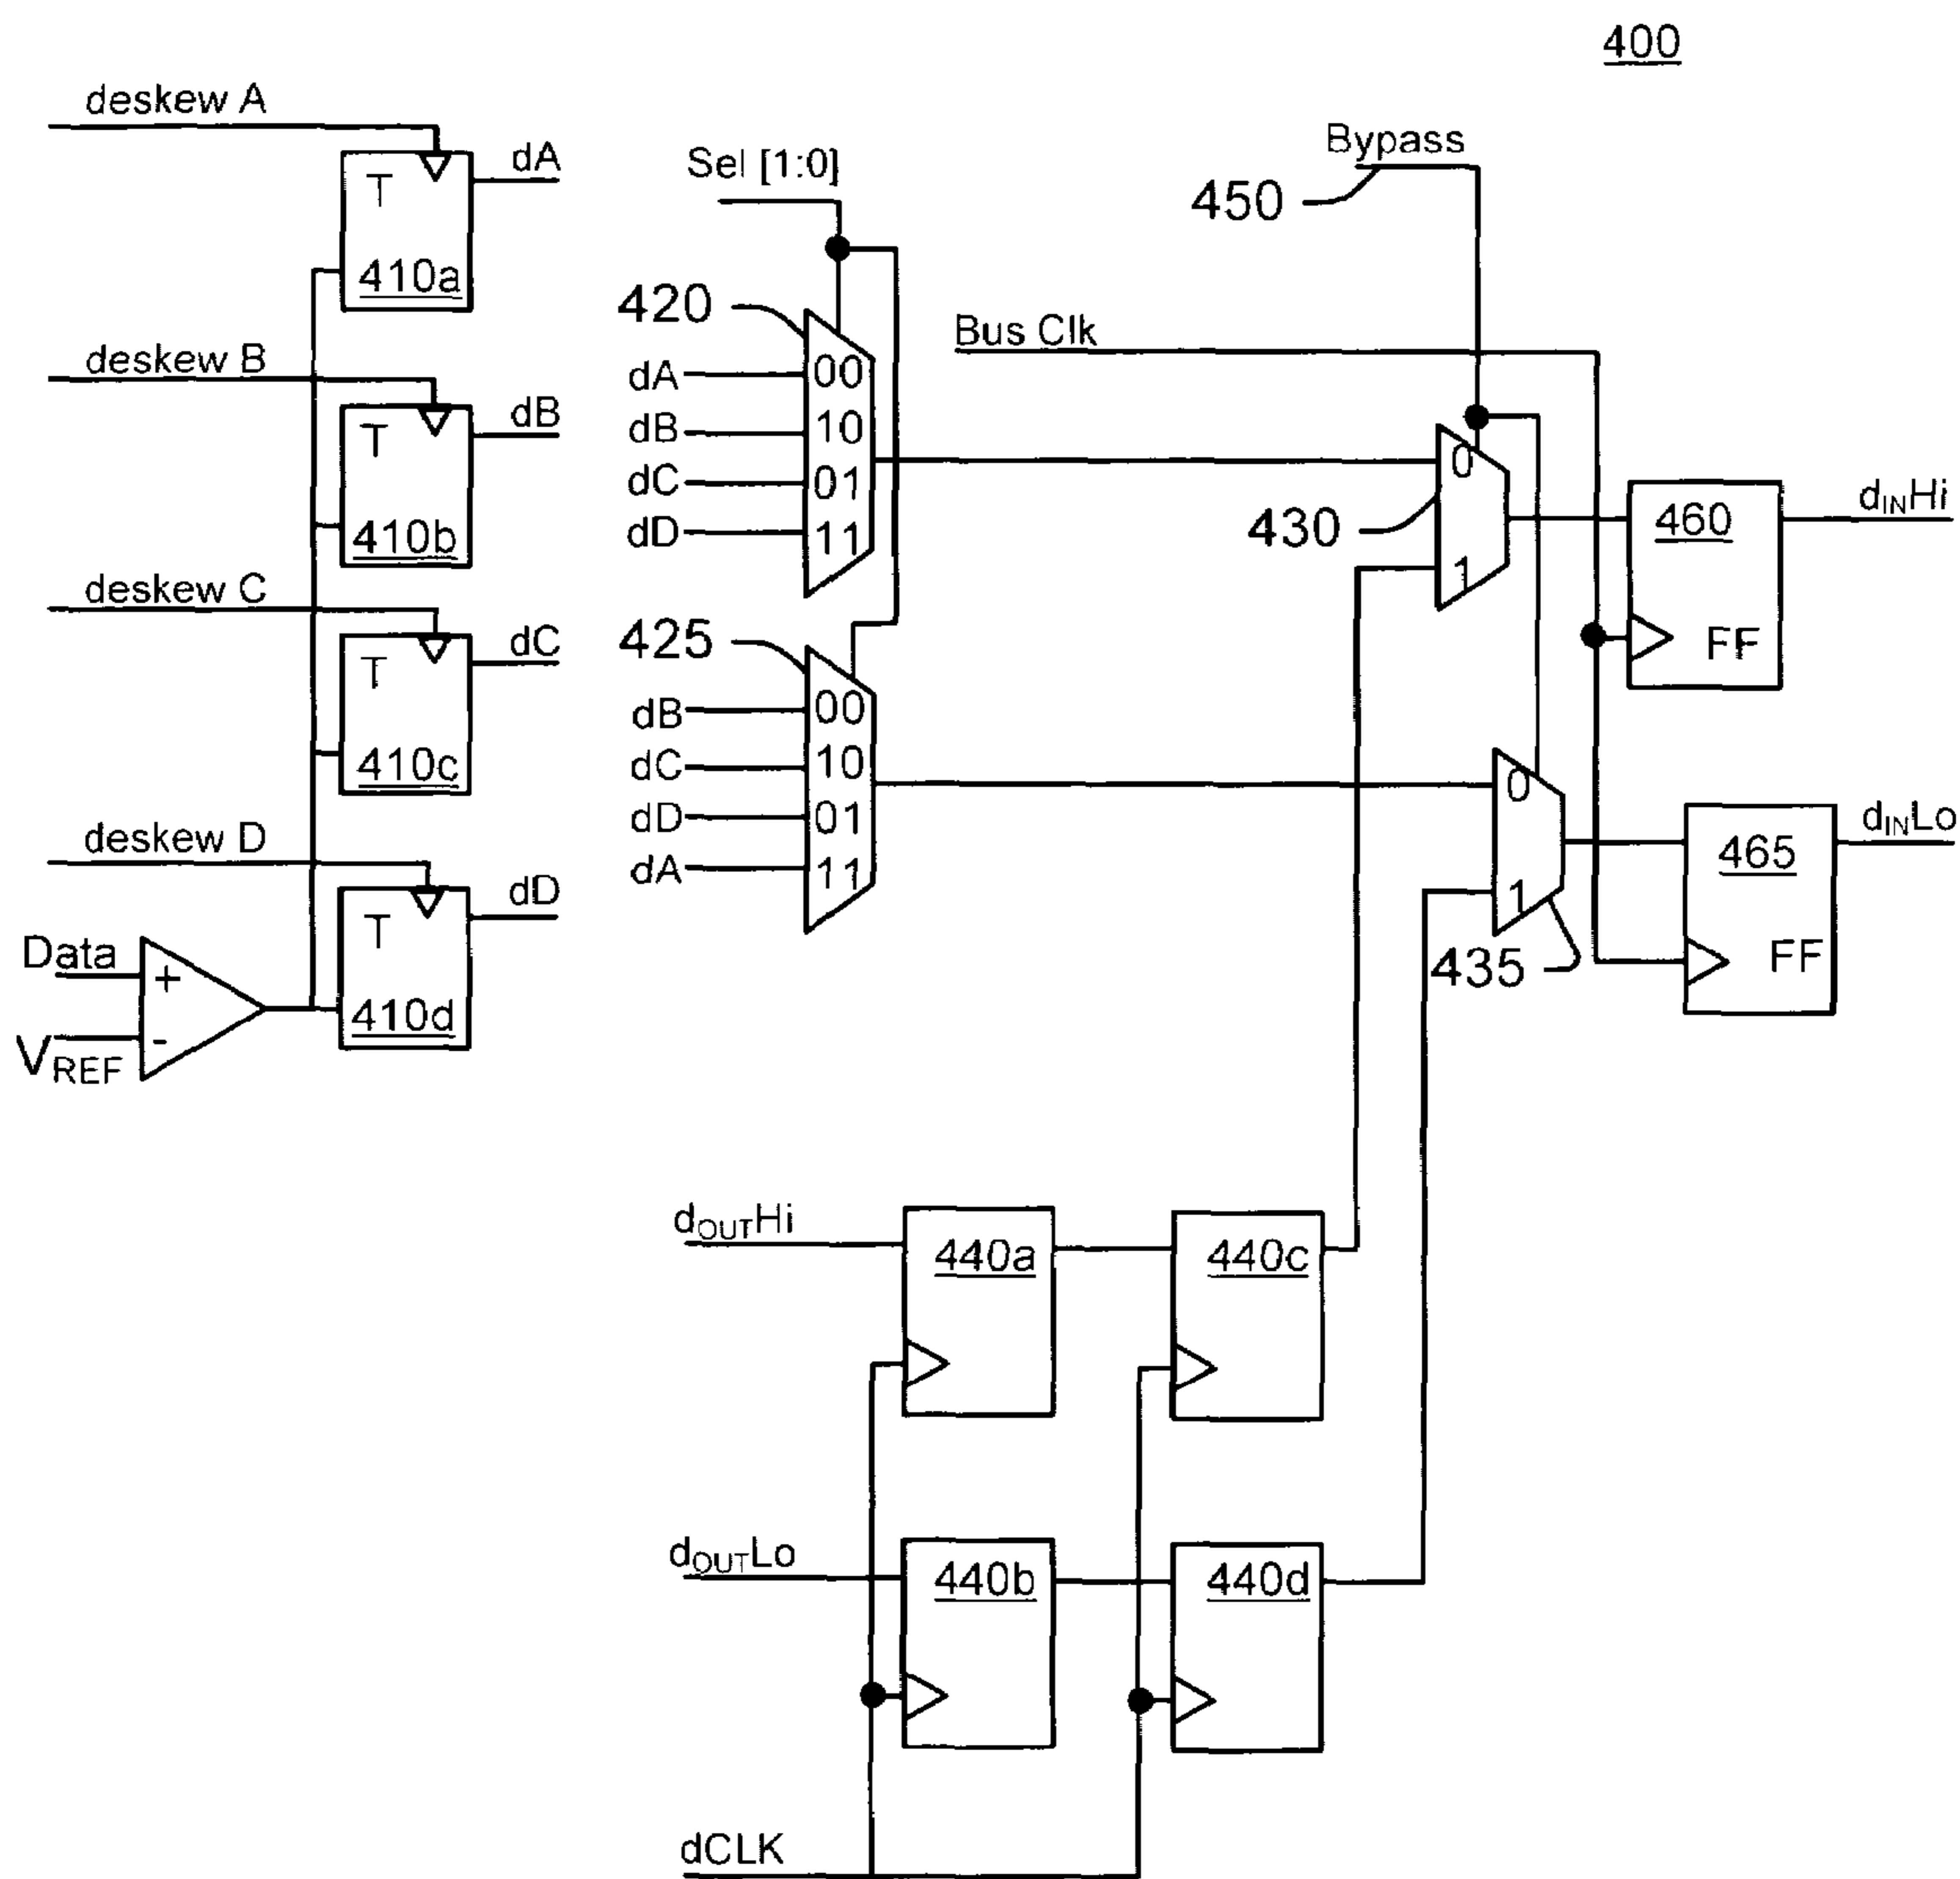 400
deskew A
T
410a
dA
deskew B
T
410b
dB
deskew C
T
410c
dC
deskew D
T
410d
dD
Data
+
VREF
-
Sel [1:0]
420
dA 00
dB 10
dC 01
dD 11
425
dB 00
dC 10
dD 01
dA 11
Bypass
450
Bus Clk
0
430
1
460
FF
dINHi
0
1
435
465
FF
dINLo
dOUTHi
440a
440c
dOUTLo
440b
440d
dCLK